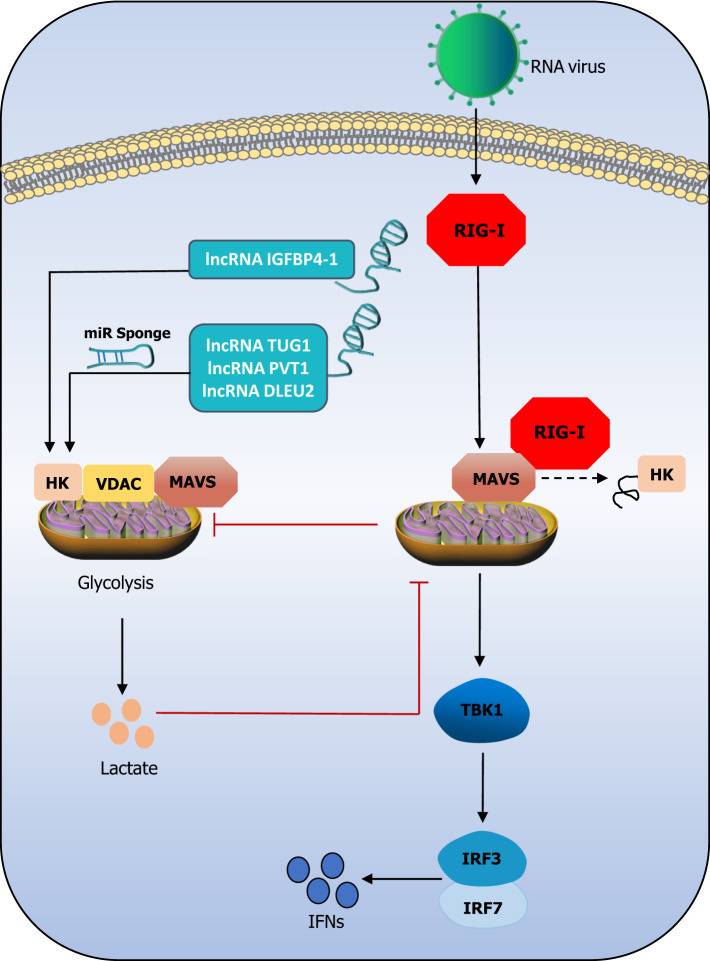 RNA virus
RIG-I
lncRNA IGFBP4-1
miR Sponge
lncRNA TUG1
lncRNA PVT1
lncRNA DLEU2
RIG-I
HK
VDAC
MAVS
MAVS
HK
Glycolysis
TBK1
Lactate
IRF3
IRF7
IFNs